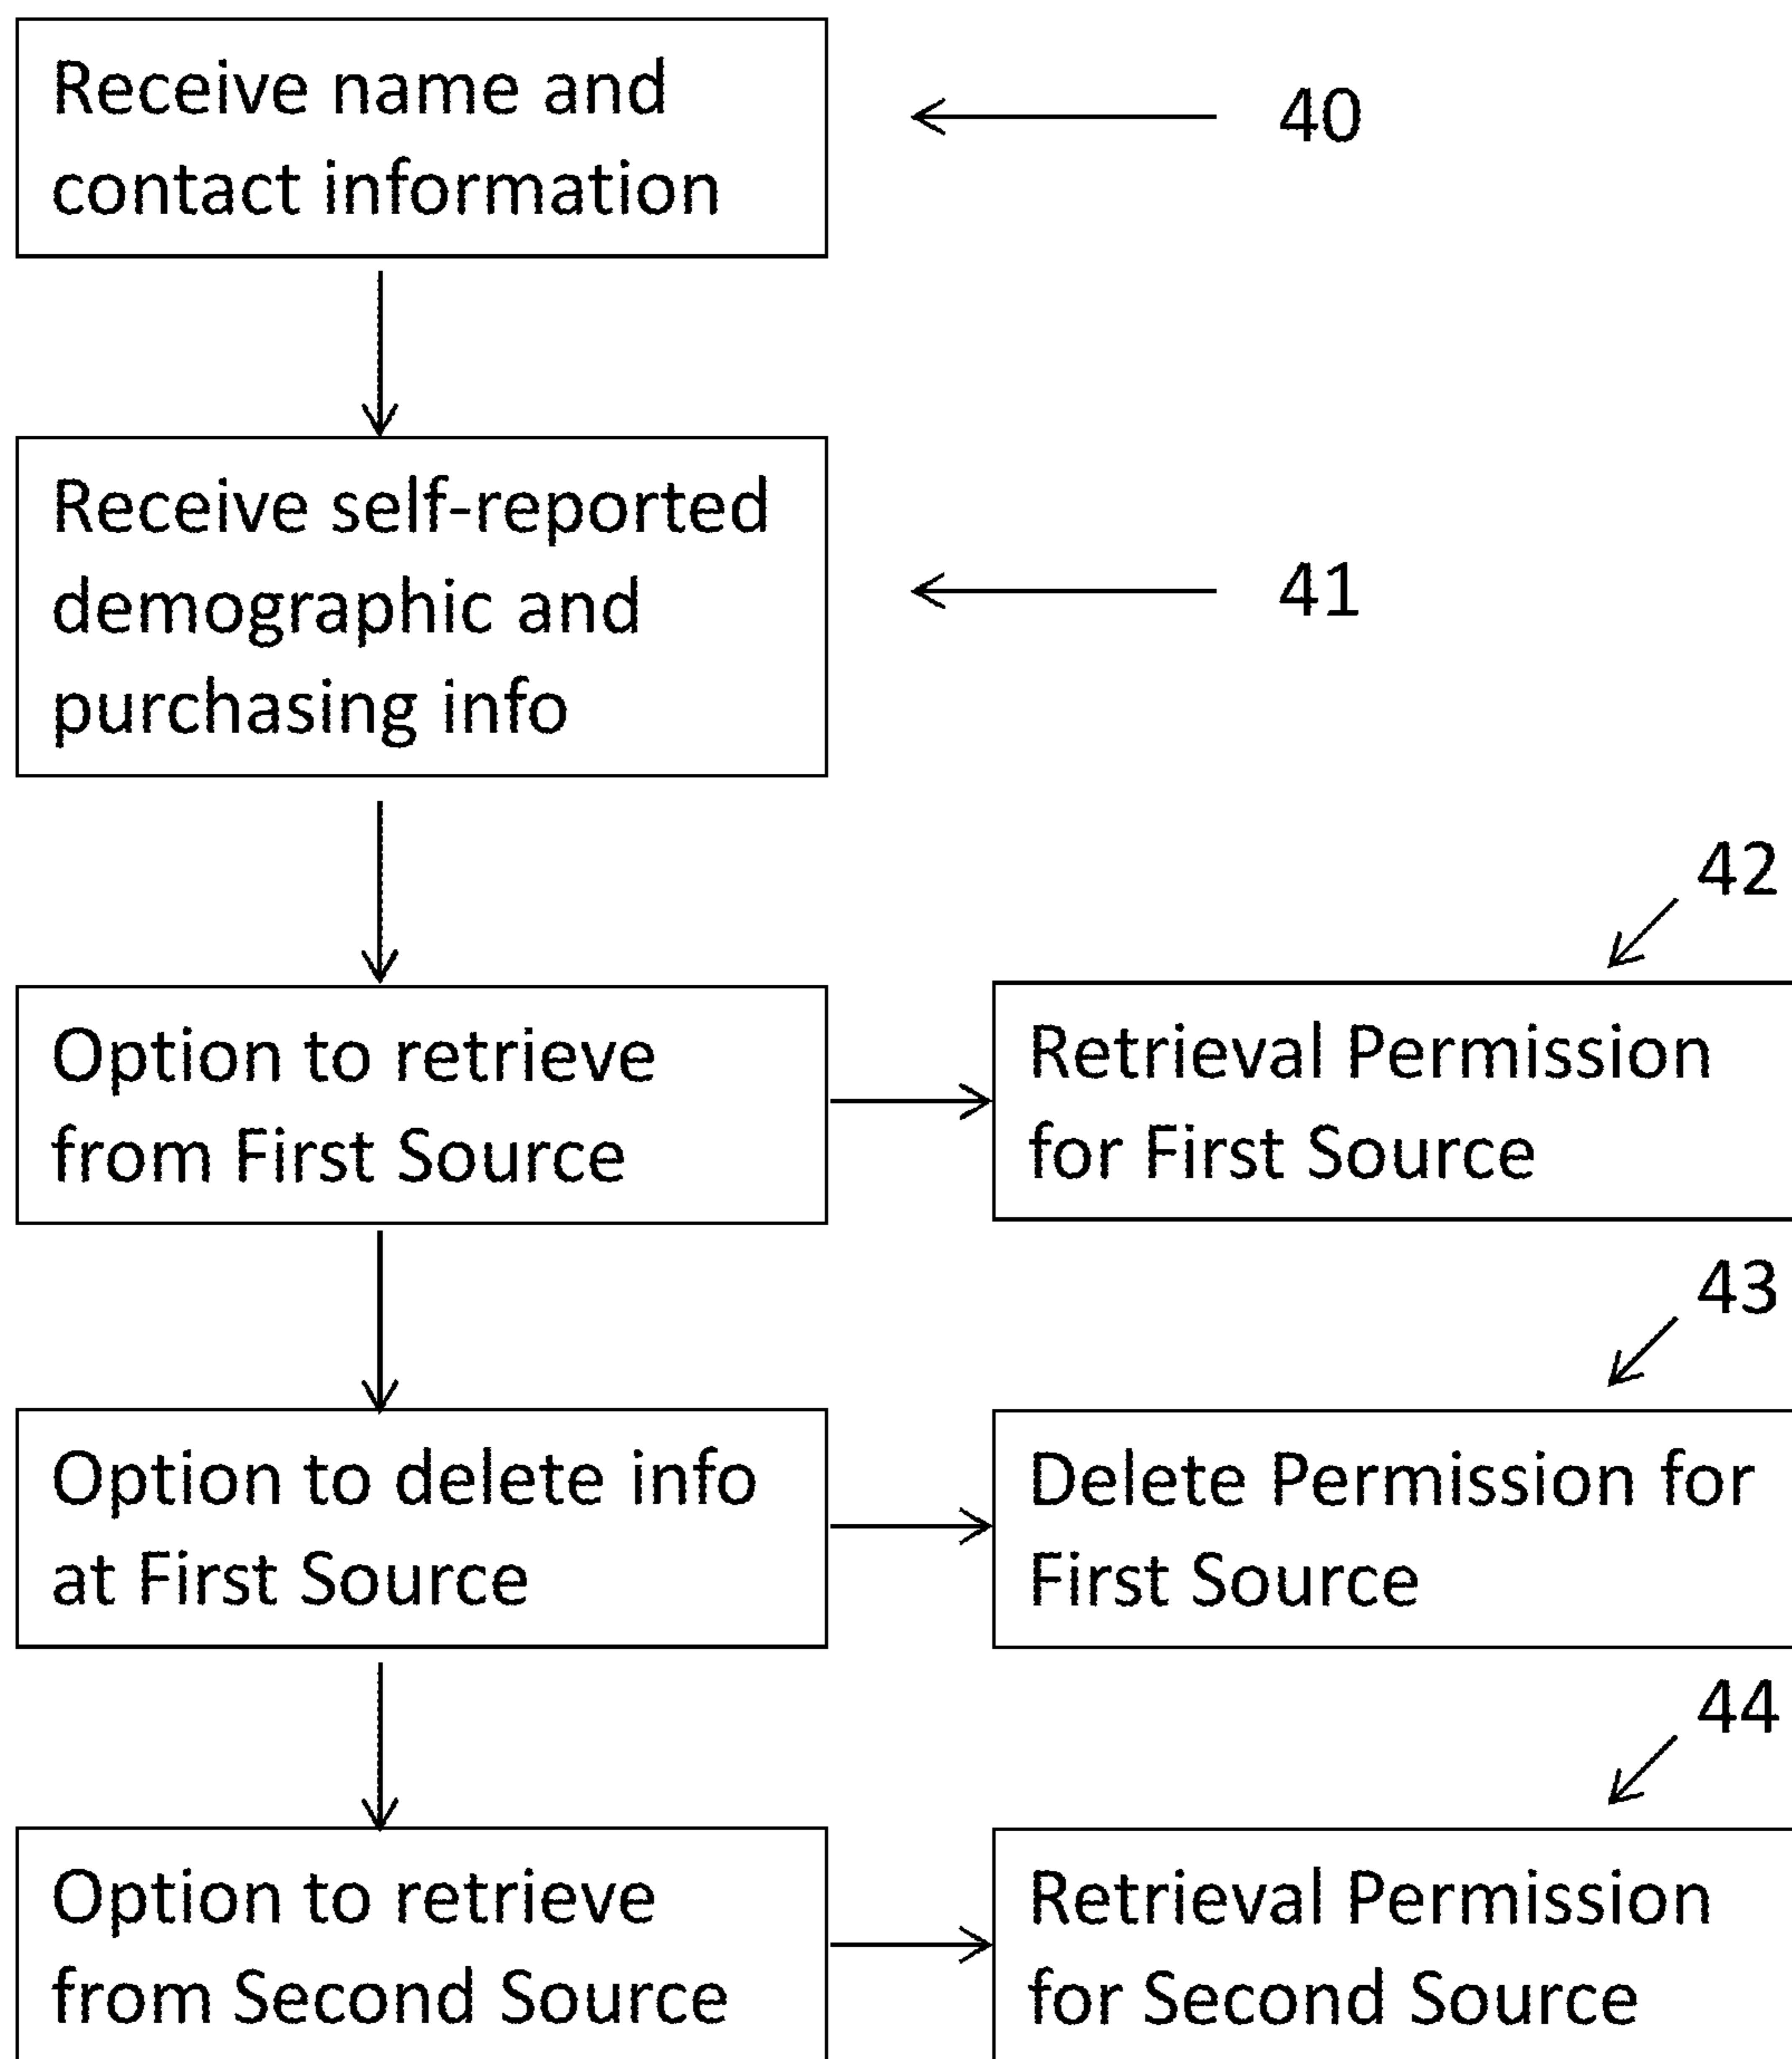 Receive name and
contact information
40
Receive self-reported
demographic and
purchasing info
41
42
Option to retrieve
from First Source
Retrieval Permission
for First Source
43
Option to delete info
at First Source
Delete Permission for
First Source
44
Option to retrieve
from Second Source
Retrieval Permission
for Second Source